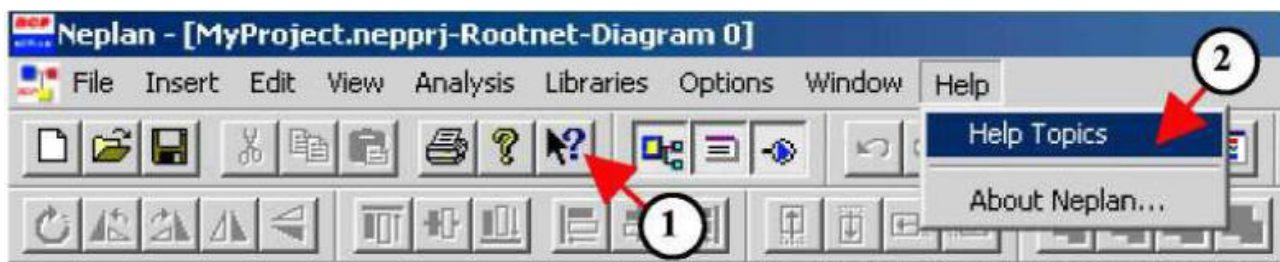 Neplan - [MyProject.nepprj-Rootnet-Diagram 0]
File Insert Edit View Analysis Libraries Options Window Help
2
Help Topics
About Neplan...
1